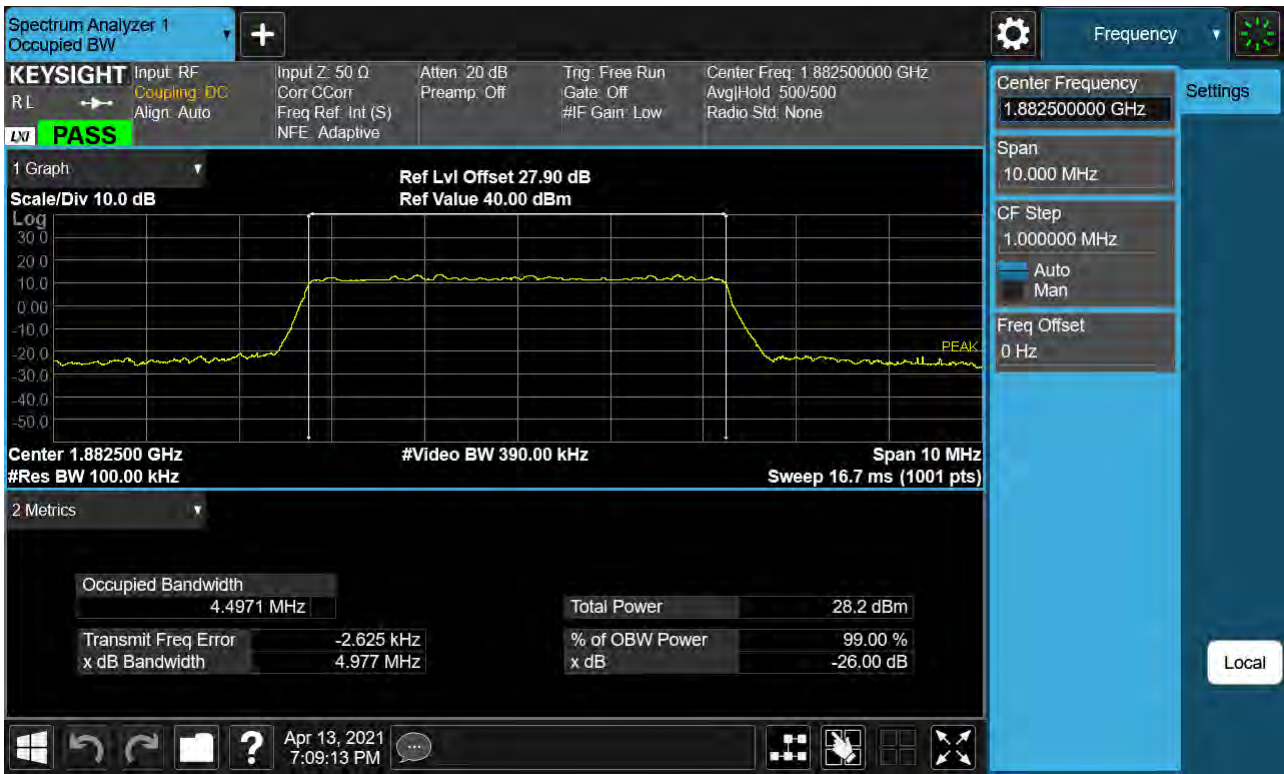 Spectrum Analyzer 1
Occupied BW
Frequency
KEYSIGHT
R L
LXI
PASS
Input: RF
Coupling: DC
Align: Auto
Input Z: 50 Ω
Corr CCorr
Freq Ref: Int (S)
NFE: Adaptive
Atten: 20 dB
Preamp: Off
Trig: Free Run
Gate: Off
#IF Gain: Low
Center Freq: 1.882500000 GHz
Avg|Hold: 500/500
Radio Std: None
Center Frequency
1.882500000 GHz
Settings
Span
10.000 MHz
CF Step
1.000000 MHz
Auto
Man
Freq Offset
0 Hz
1 Graph
Scale/Div 10.0 dB
Ref Lvl Offset 27.90 dB
Ref Value 40.00 dBm
Log
30.0
20.0
10.0
0.00
-10.0
-20.0
-30.0
-40.0
-50.0
PEAK
Center 1.882500 GHz
#Video BW 390.00 kHz
Span 10 MHz
#Res BW 100.00 kHz
Sweep 16.7 ms (1001 pts)
2 Metrics
Occupied Bandwidth
4.4971 MHz
Total Power 28.2 dBm
Transmit Freq Error -2.625 kHz
% of OBW Power 99.00 %
x dB Bandwidth 4.977 MHz
x dB -26.00 dB
Local
?
Apr 13, 2021
7:09:13 PM